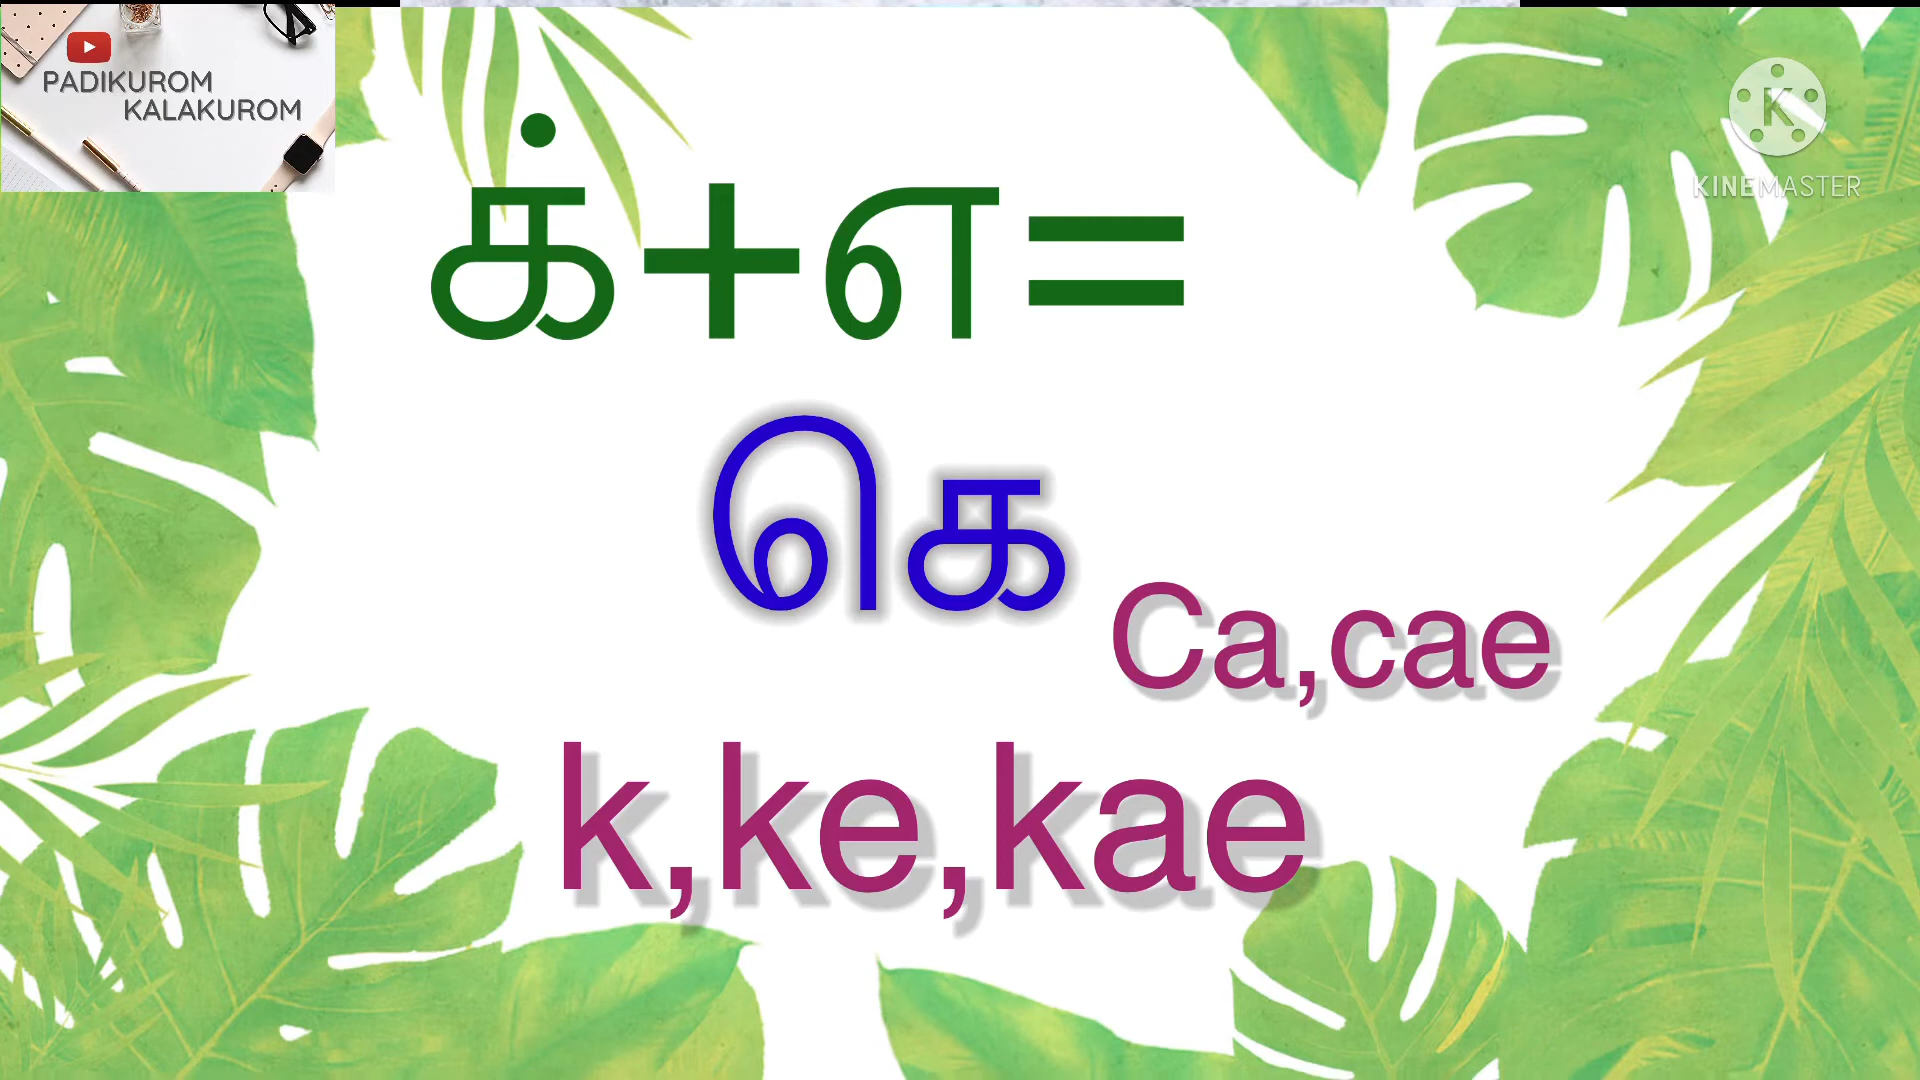 PADIKUROM
KALAKUROM
KINEMASTER
க்+எ=
கெ
Ca,cae
k,ke,kae